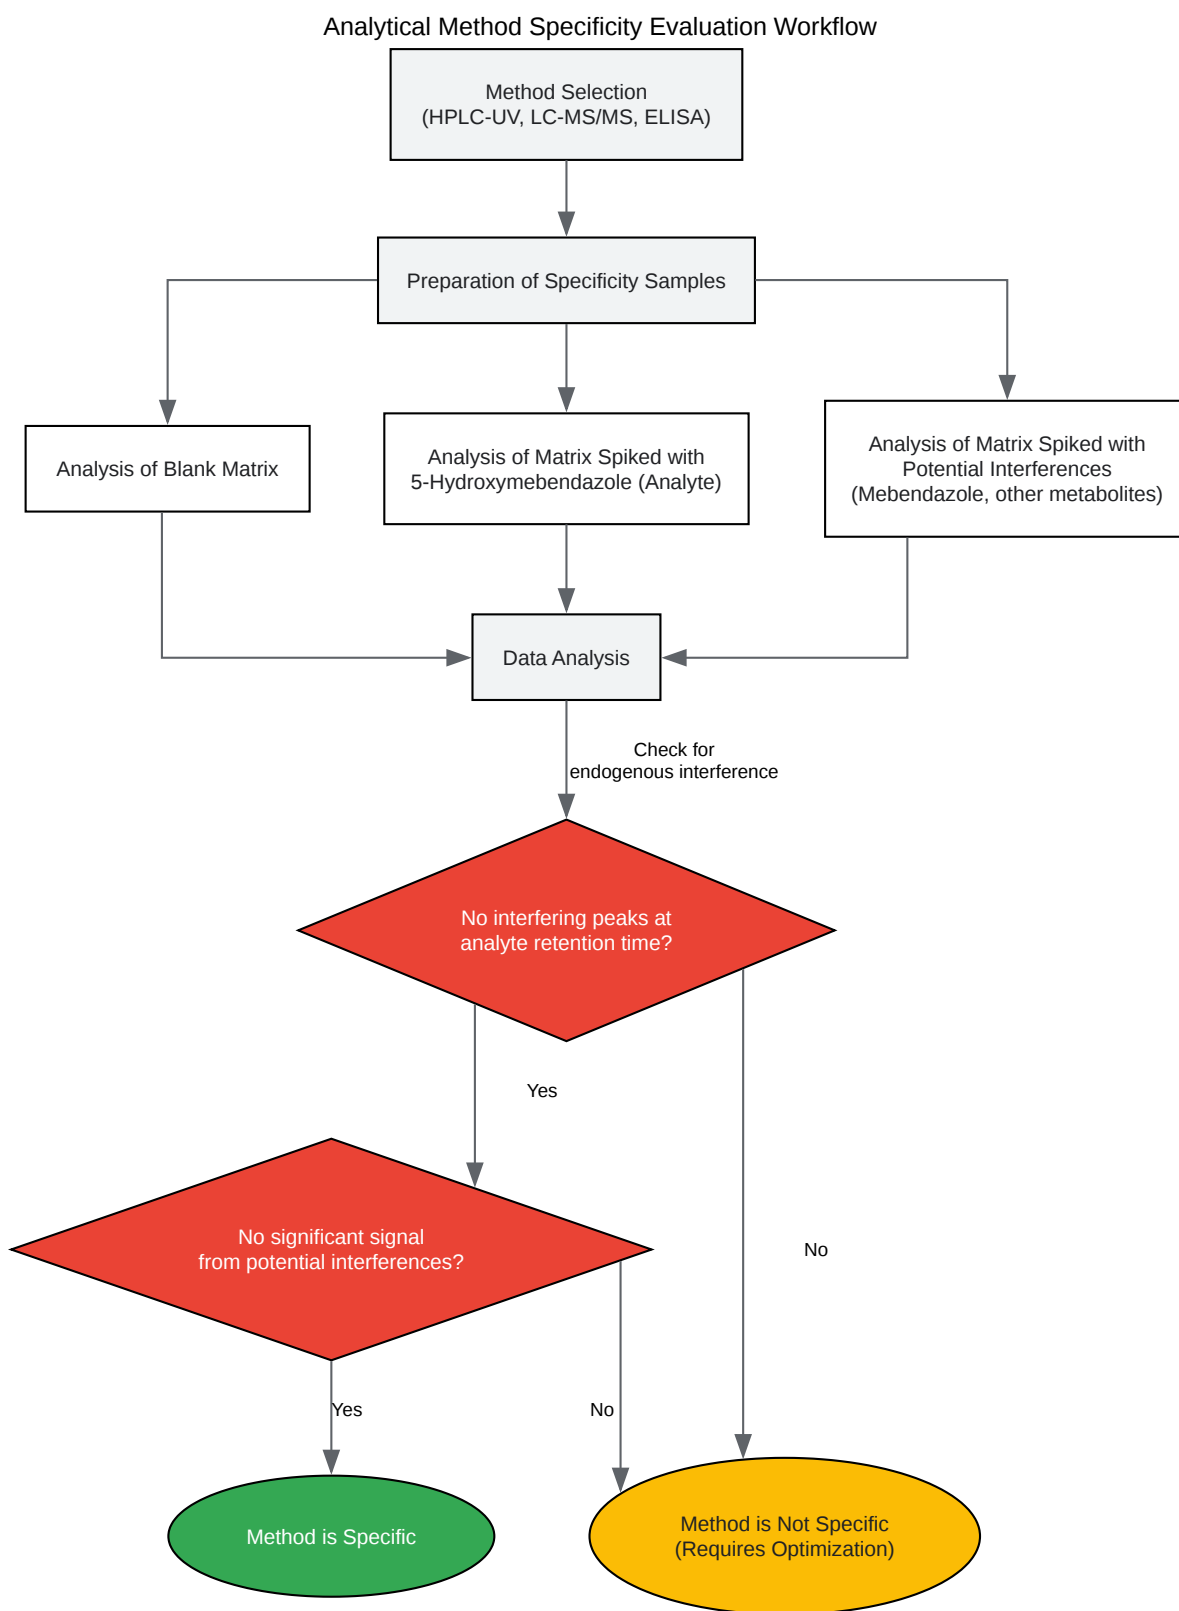 Analytical Method Specificity Evaluation Workflow
Method Selection
(HPLC-UV, LC-MS/MS, ELISA)
Preparation of Specificity Samples
Analysis of Blank Matrix
Analysis of Matrix Spiked with
5-Hydroxymebendazole (Analyte)
Analysis of Matrix Spiked with
Potential Interferences
(Mebendazole, other metabolites)
Data Analysis
Check for
endogenous interference
No interfering peaks at
analyte retention time?
Yes
No significant signal
from potential interferences?
No
Yes
No
Method is Specific
Method is Not Specific
(Requires Optimization)